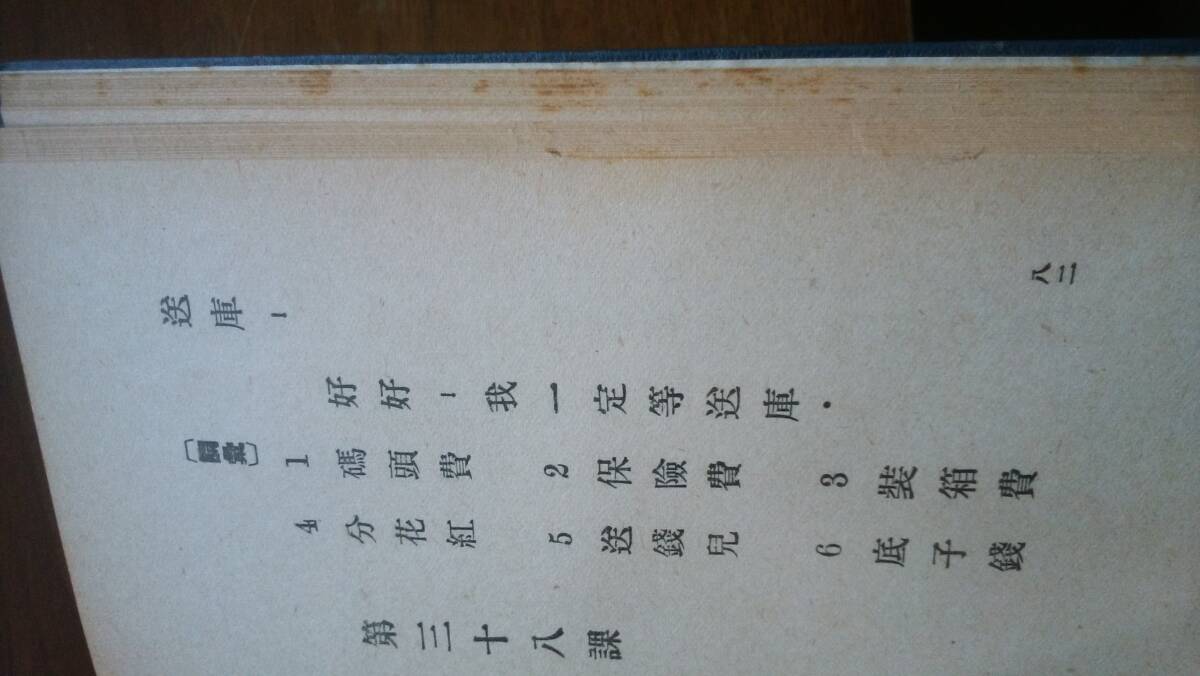 送庫!
好好!我一定等送庫.
〔詞彙〕
1 碼頭費 2 保險費 3 裝箱費
4 分花紅 5 送錢兒 6 底子錢
第三十八課
八二